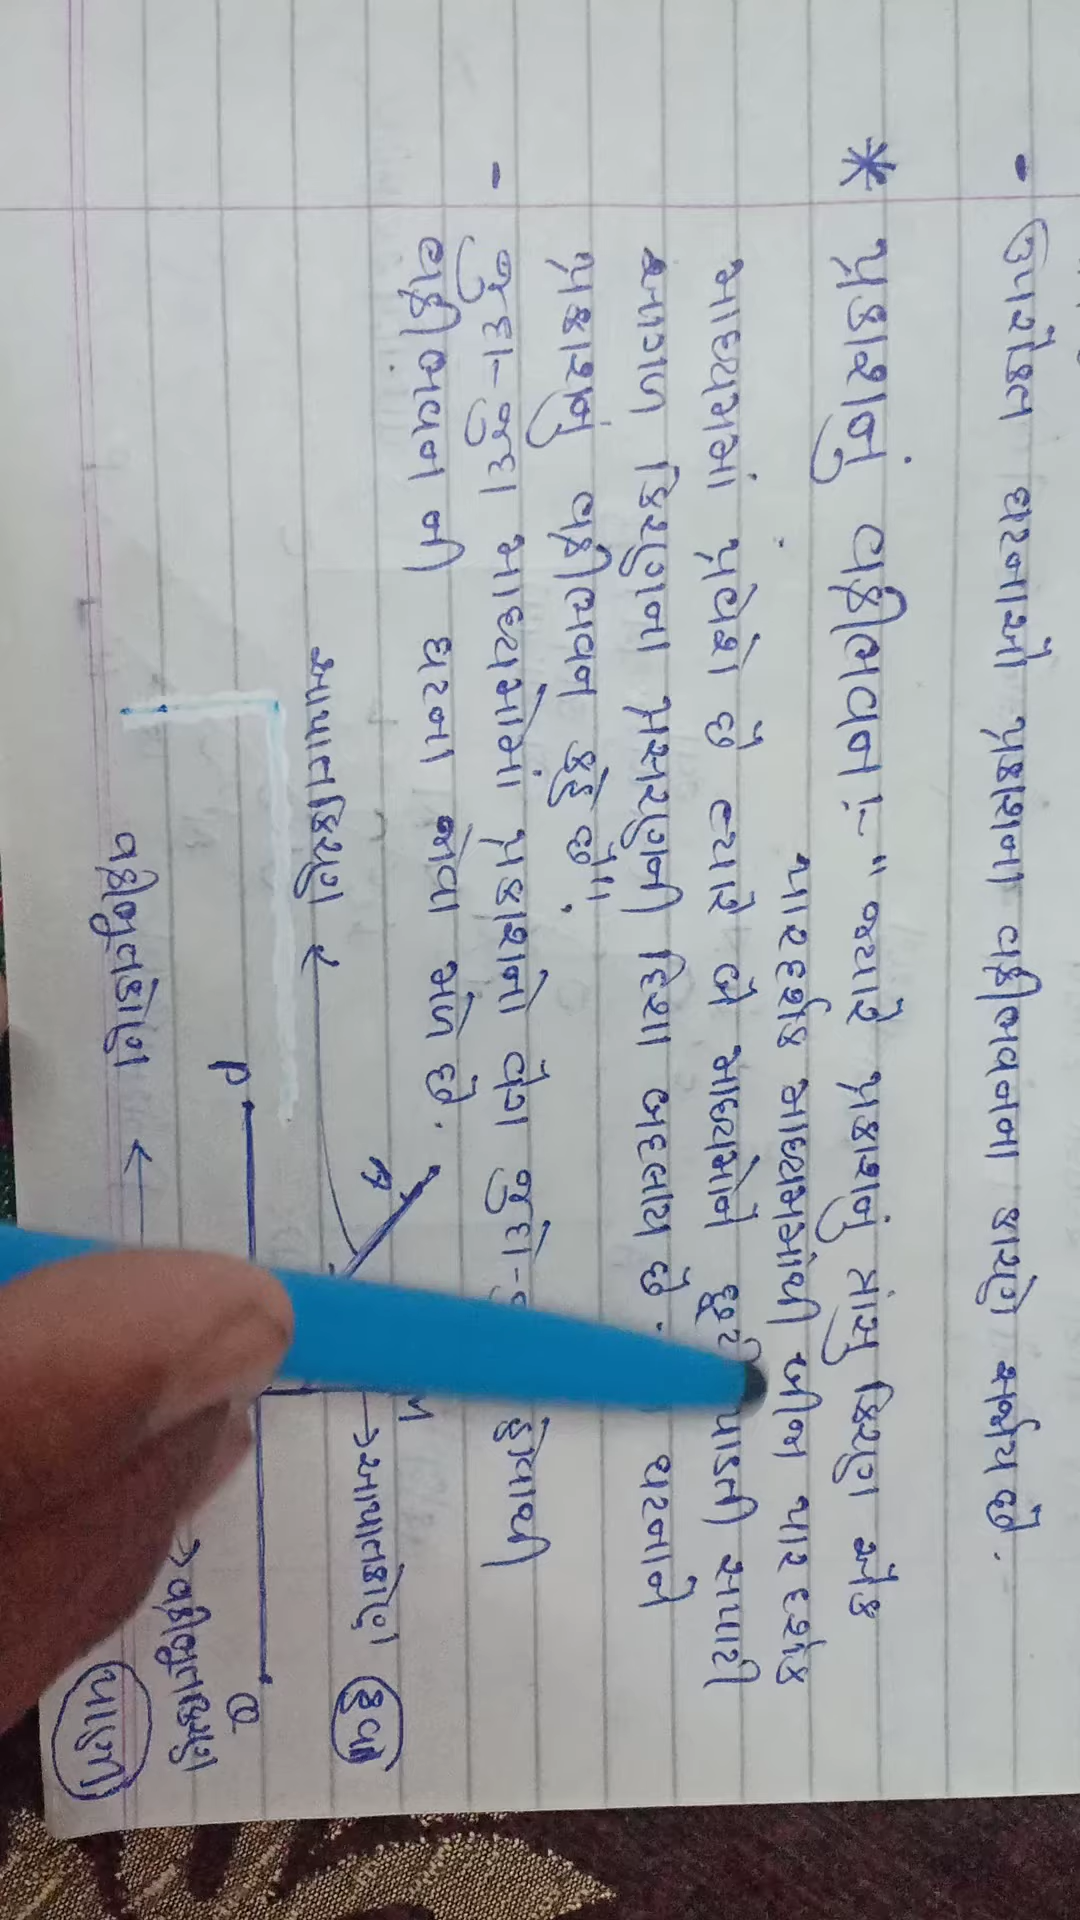 - ઉપરોક્ત ઘટનાઓ પ્રકાશના વક્રીભવનના કારણે સર્જાય છે.
* પ્રકાશનું વક્રીભવન :- " જ્યારે પ્રકાશનું ત્રાંસુ કિરણ એક
પારદર્શક માધ્યમમાંથી બીજા પારદર્શક
માધ્યમમાં પ્રવેશે છે ત્યારે બે માધ્યમોને છૂટી પાડતી સપાટી
આગળ કિરણના પ્રસરણની દિશા બદલાય છે. ઘટનાને
પ્રકાશનું વક્રીભવન કહે છે".
- જુદા-જુદા માધ્યમોમાં પ્રકાશનો વેગ જુદો- હોવાથી
વક્રીભવન ની ઘટના જોવા મળે છે.
A M
આપાતકિરણ ← → આપાતકોણ હવા
P Q
વક્રીભુતકોણ ← → વક્રીભુતકિરણ
પાણી